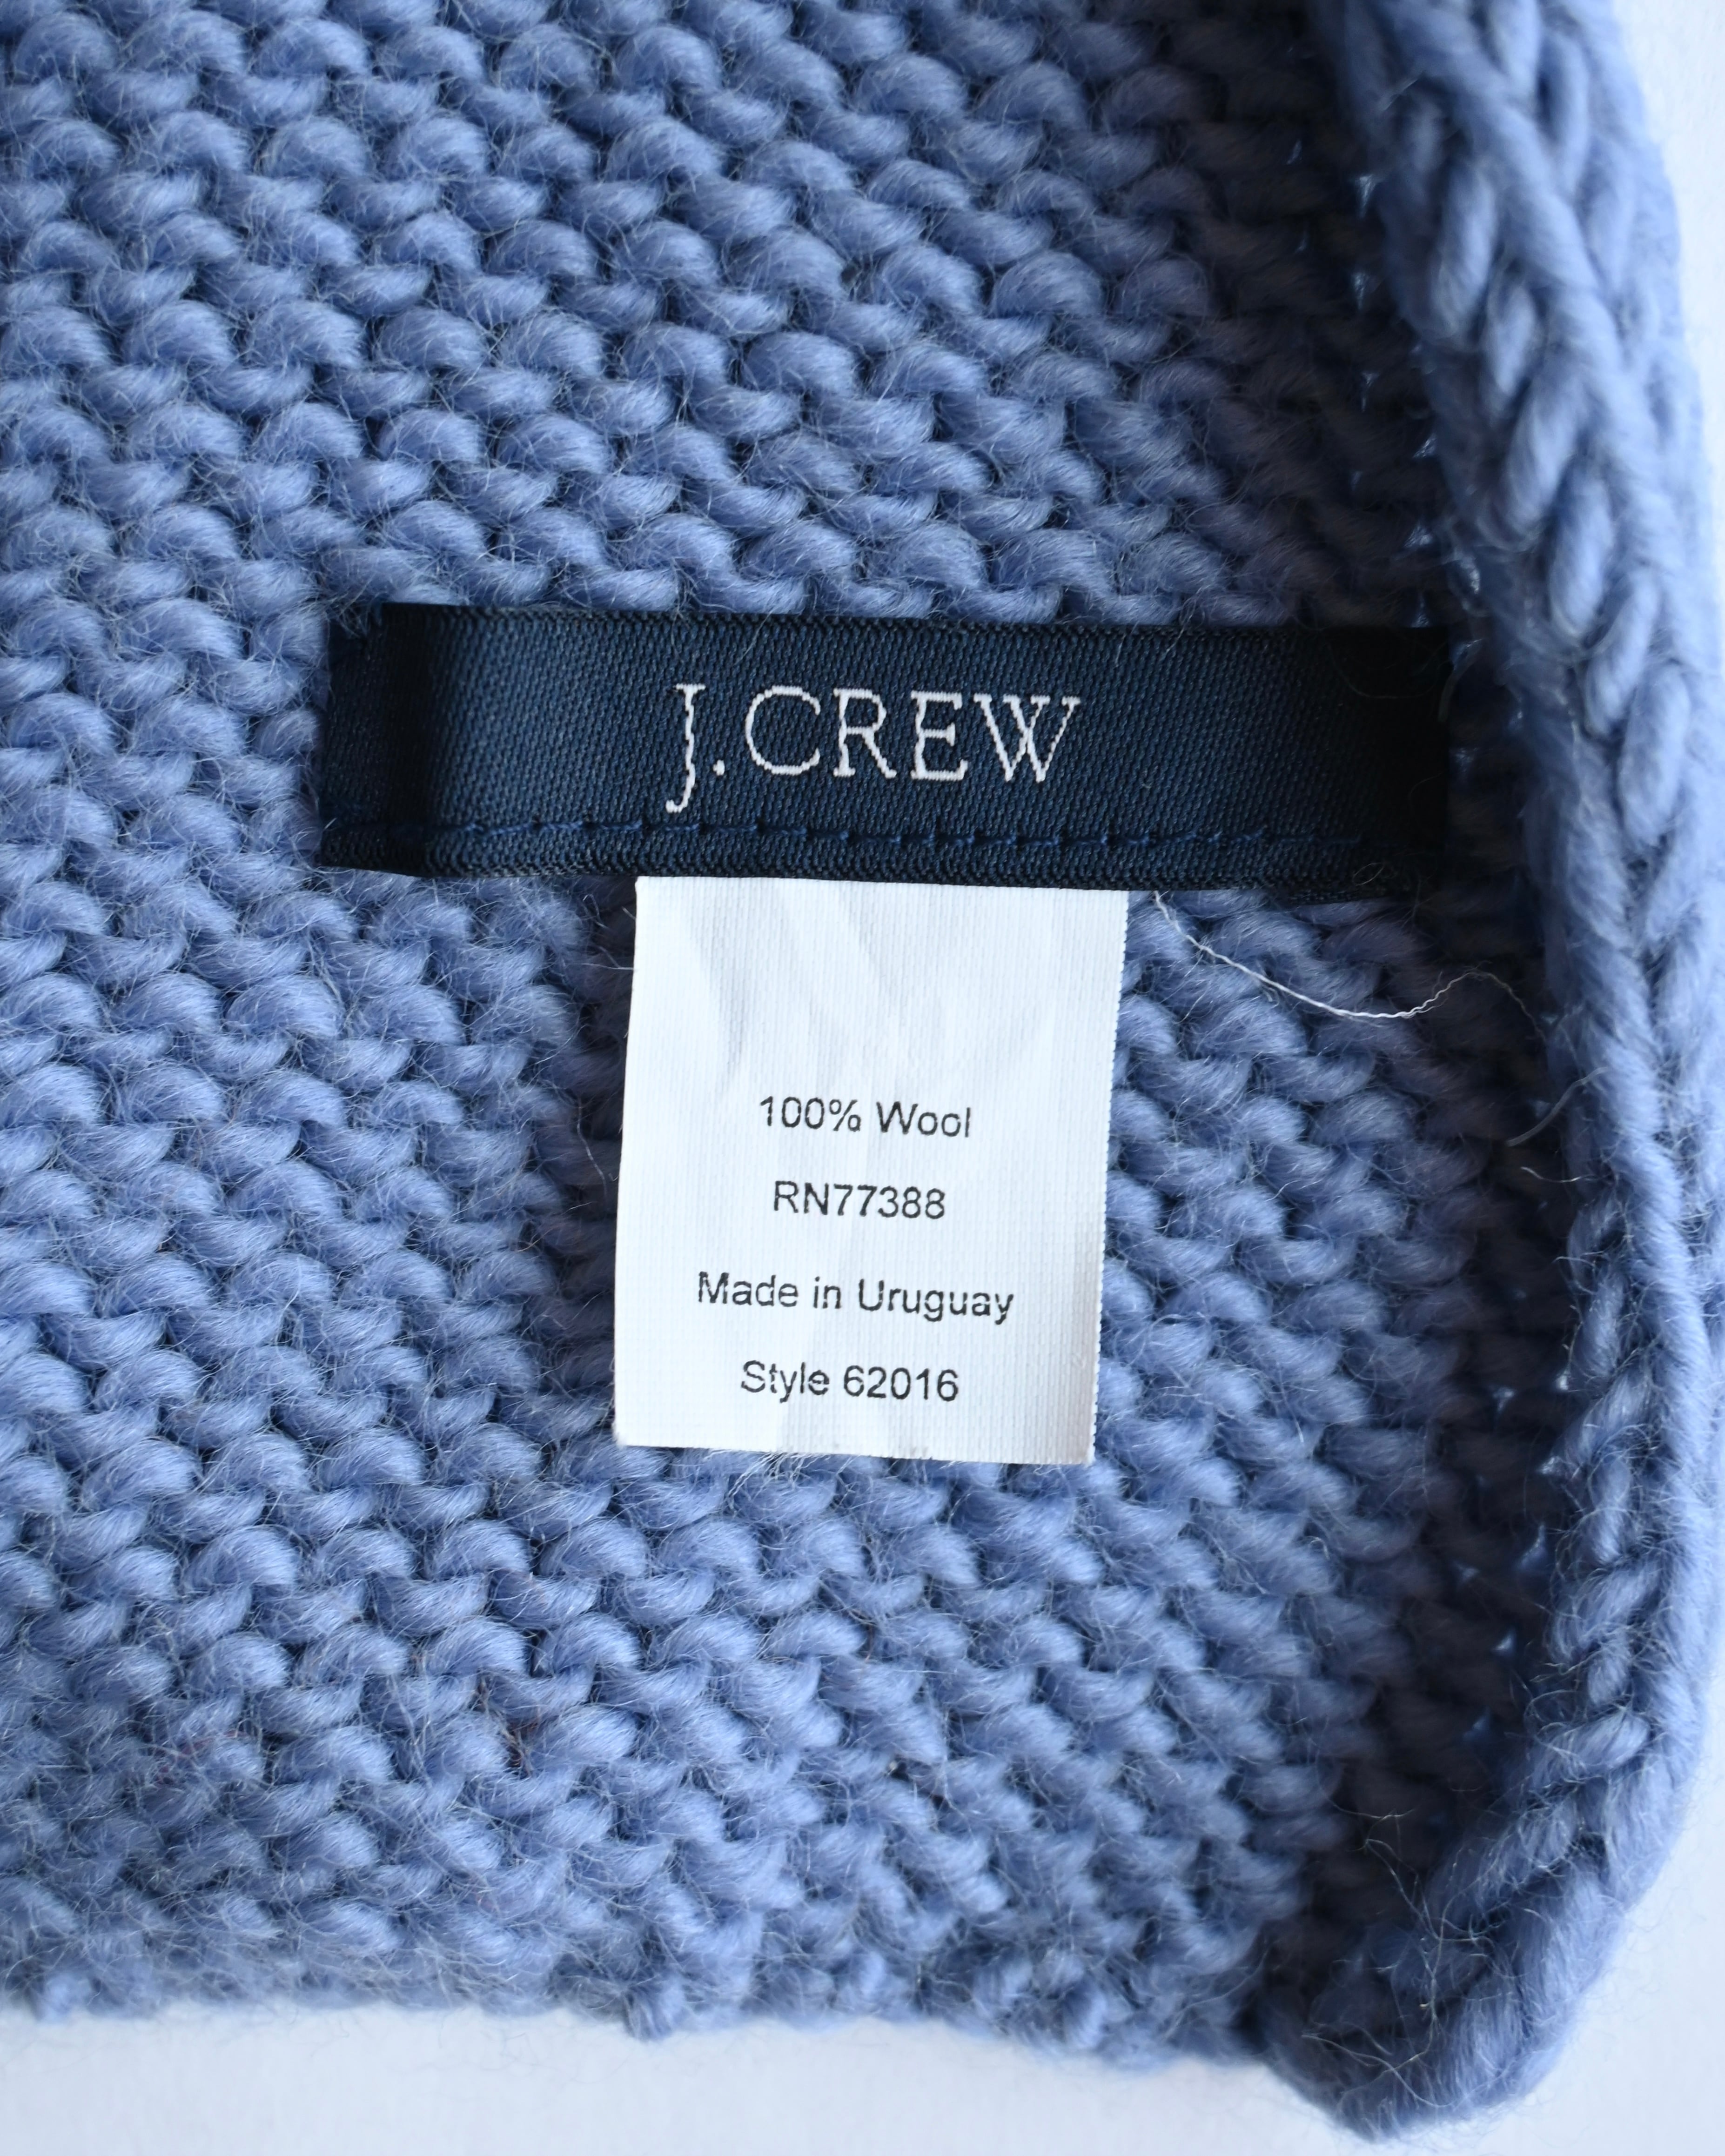 J.CREW
100% Wool
RN77388
Made in Uruguay
Style 62016